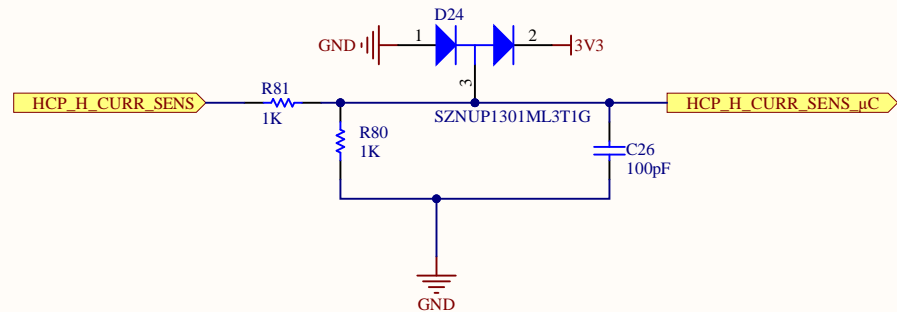 D24
GND
1
2
3V3
3
HCP_H_CURR_SENS
R81
1K
SZNUP1301ML3T1G
HCP_H_CURR_SENS_µC
R80
1K
C26
100pF
GND